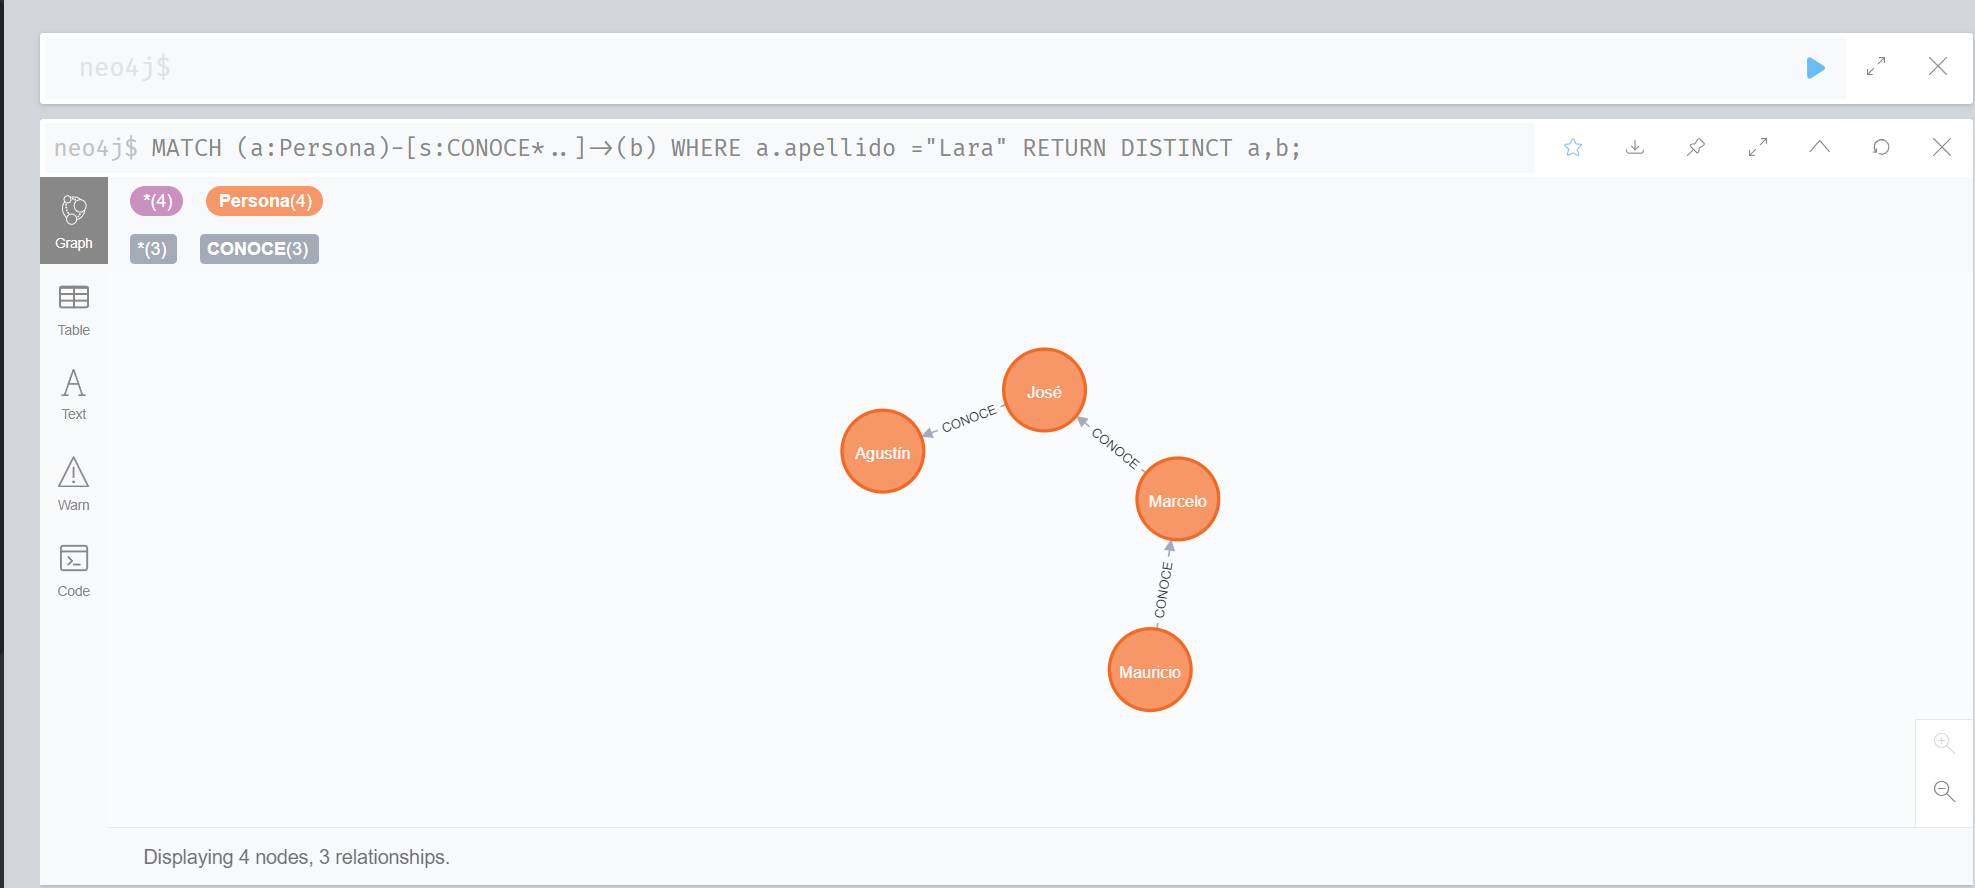 neo4j$
neo4j$ MATCH (a:Persona)-[s:CONOCE*..]->(b) WHERE a.apellido ="Lara" RETURN DISTINCT a,b;
*(4) Persona(4)
Graph
*(3) CONOCE(3)
Table
Text
Warn
Code
José
CONOCE
Agustín
CONOCE
Marcelo
CONOCE
Mauricio
Displaying 4 nodes, 3 relationships.